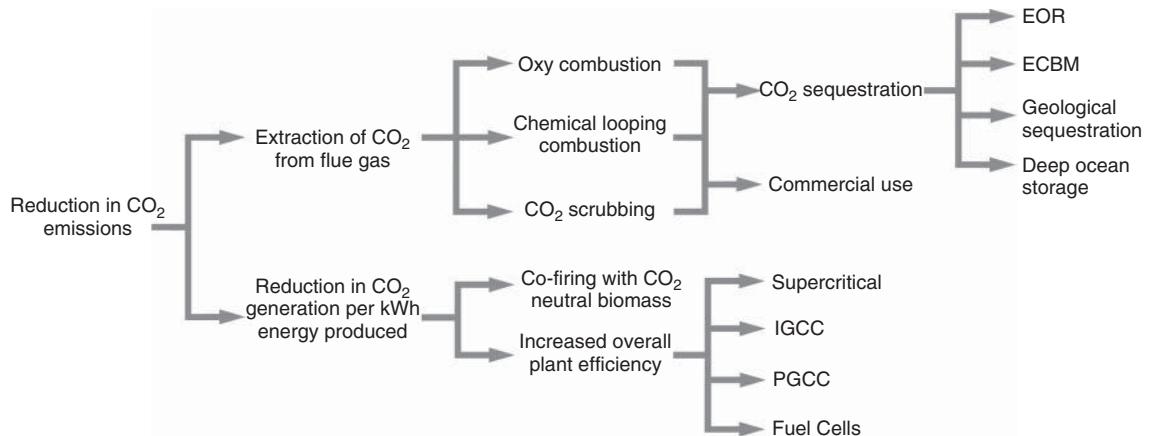 Reduction in CO₂
emissions
Extraction of CO₂
from flue gas
Oxy combustion
Chemical looping
combustion
CO₂ scrubbing
CO₂ sequestration
Commercial use
EOR
ECBM
Geological
sequestration
Deep ocean
storage
Reduction in CO₂
generation per kWh
energy produced
Co-firing with CO₂
neutral biomass
Increased overall
plant efficiency
Supercritical
IGCC
PGCC
Fuel Cells